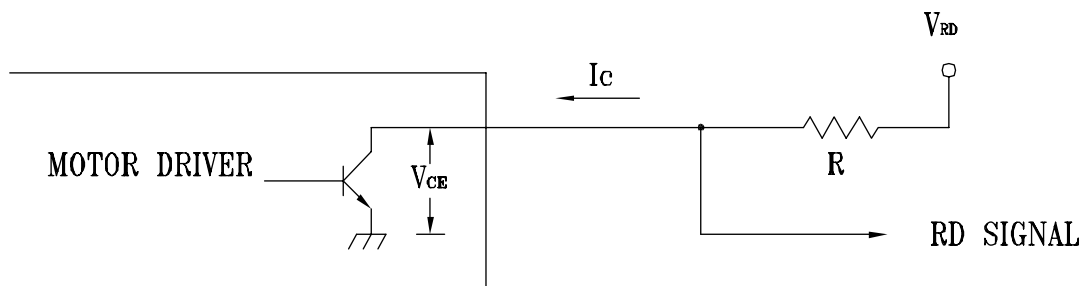 VRD
Ic
MOTOR DRIVER
VCE
R
RD SIGNAL